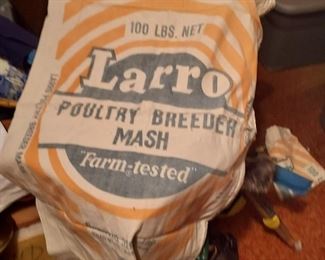 100 LBS. NET
Larro
POULTRY BREEDER
MASH
"Farm-tested"